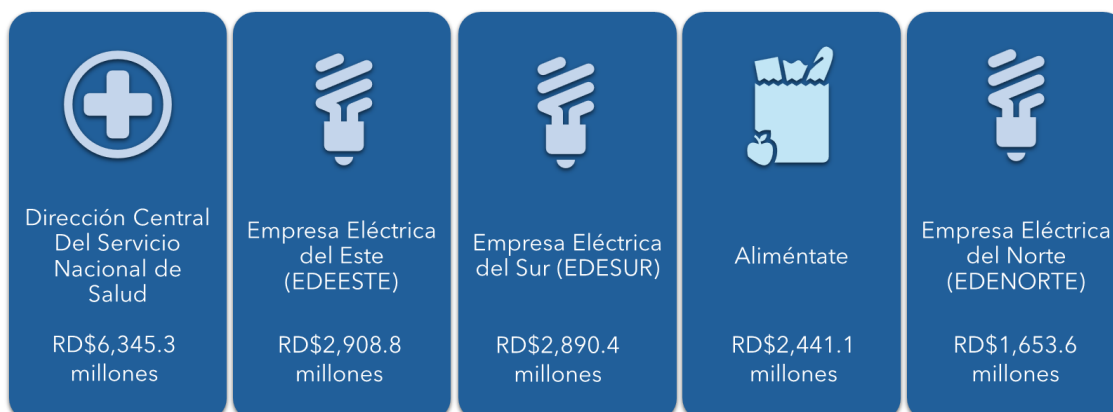 Dirección Central
Del Servicio
Nacional de
Salud
RD$6,345.3
millones
Empresa Eléctrica
del Este
(EDEESTE)
RD$2,908.8
millones
Empresa Eléctrica
del Sur (EDESUR)
RD$2,890.4
millones
Aliméntate
RD$2,441.1
millones
Empresa Eléctrica
del Norte
(EDENORTE)
RD$1,653.6
millones